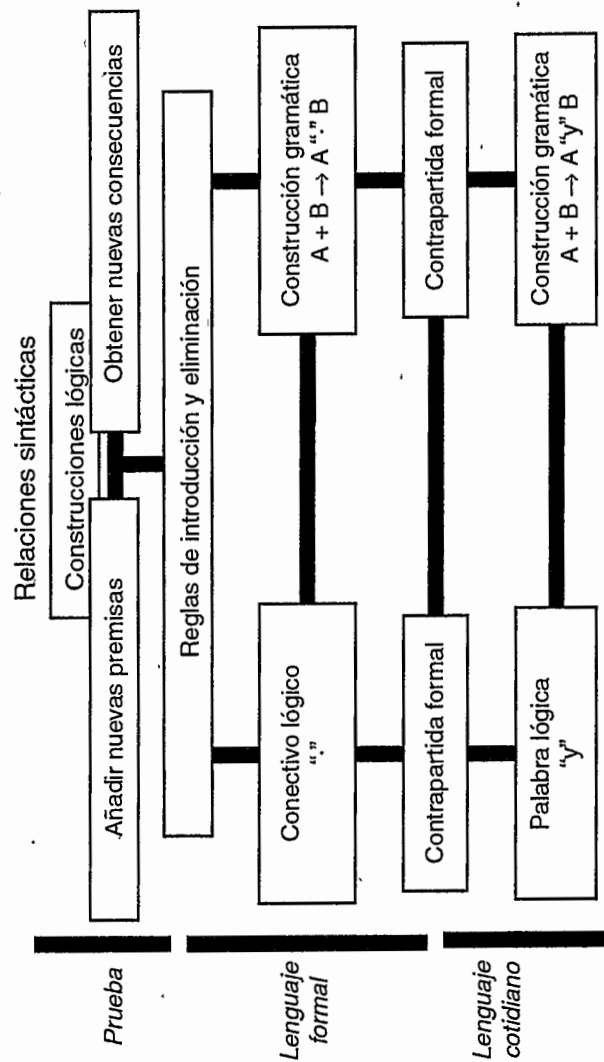 Relaciones sintácticas
Construcciones lógicas
Añadir nuevas premisas
Obtener nuevas consecuencias
Reglas de introducción y eliminación
Conectivo lógico
“.”
Construcción gramática
A + B → A “·” B
Contrapartida formal
Contrapartida formal
Palabra lógica
“y”
Construcción gramática
A + B → A “y” B
Prueba
Lenguaje
formal
Lenguaje
cotidiano